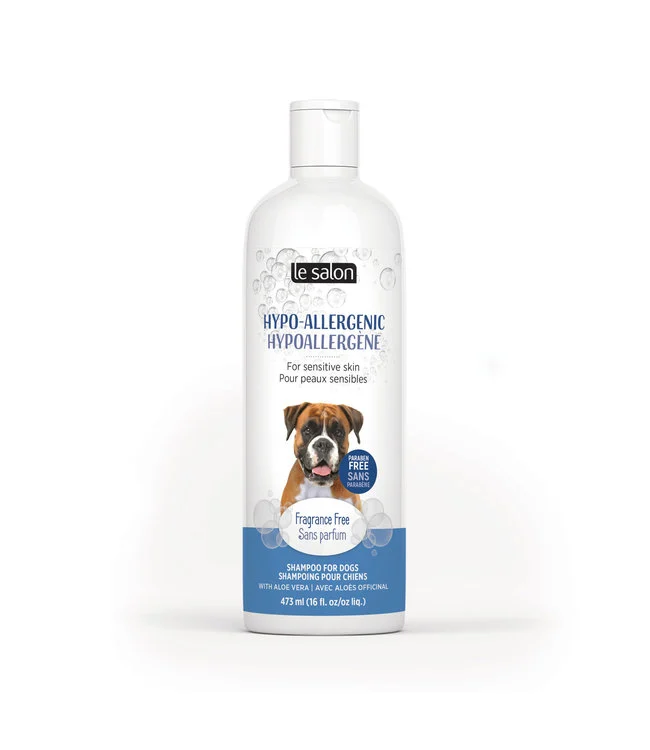 le salon
HYPO-ALLERGENIC
HYPOALLERGÈNE
For sensitive skin
Pour peaux sensibles
PARABEN
FREE
SANS
PARABÈNE
Fragrance Free
Sans parfum
SHAMPOO FOR DOGS
SHAMPOING POUR CHIENS
WITH ALOE VERA | AVEC ALOÈS OFFICINAL
473 ml (16 fl. oz/oz liq.)